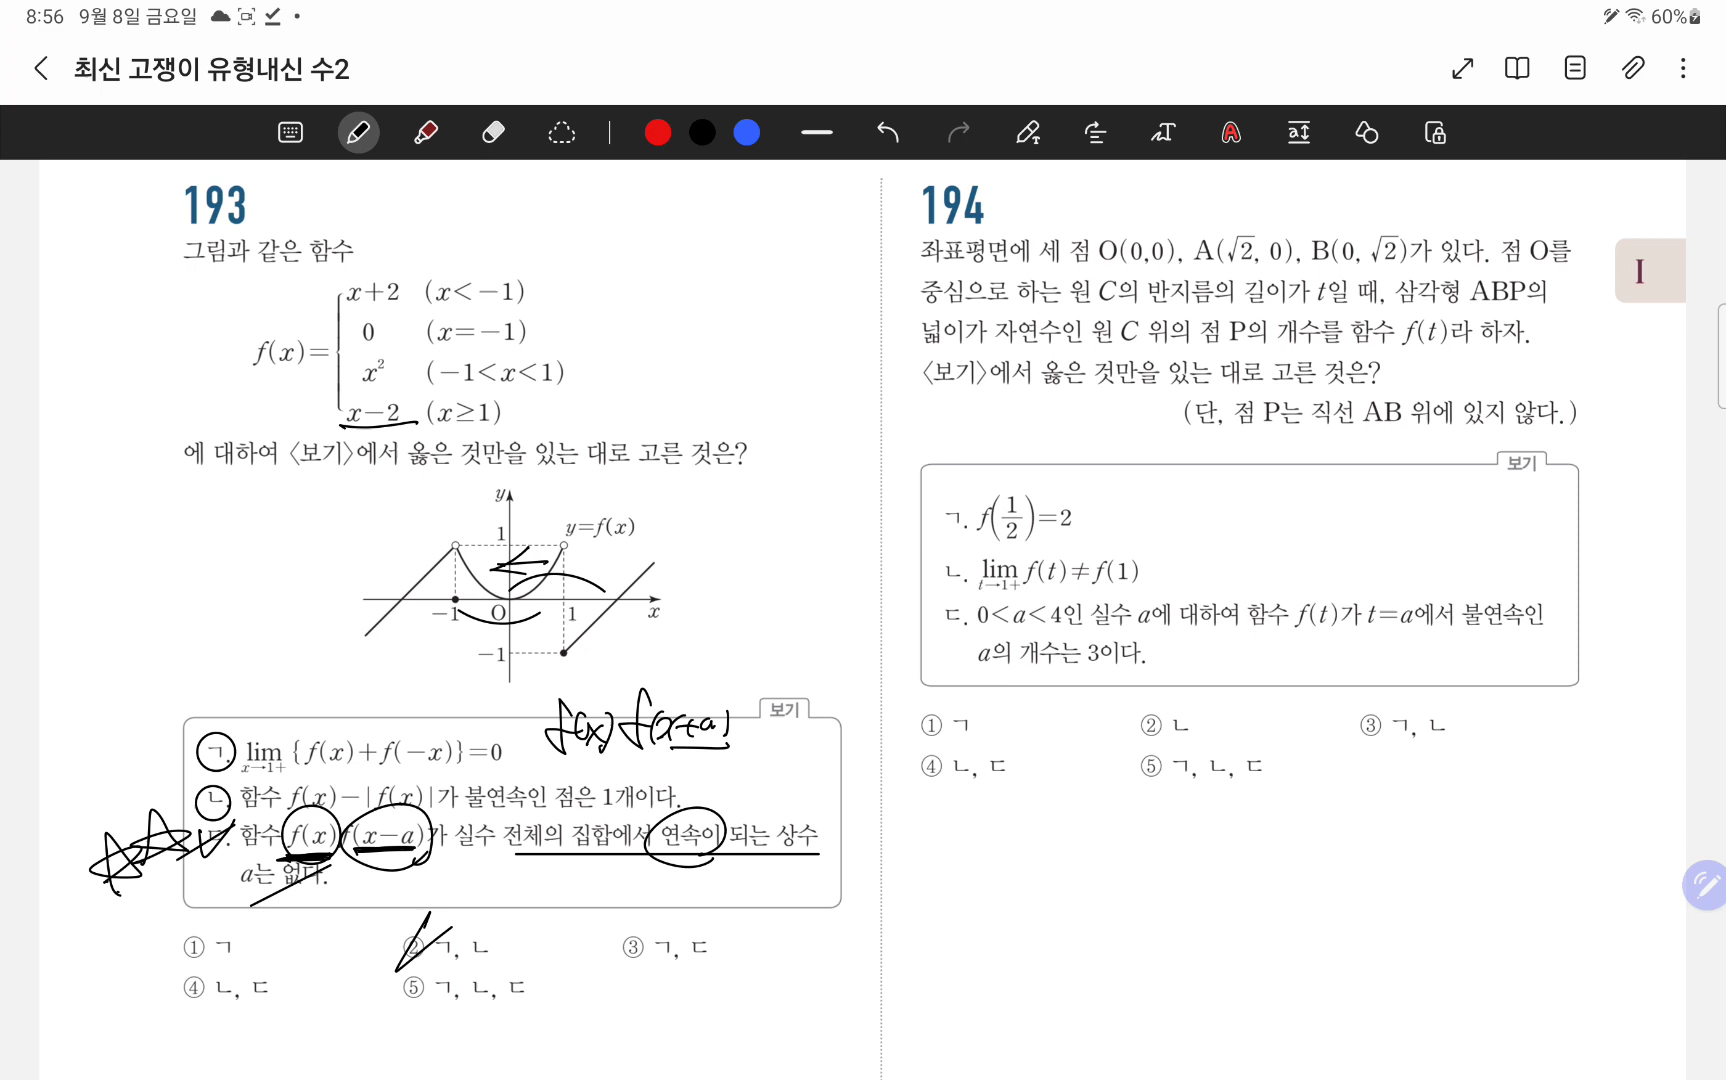 8:56 9월 8일 금요일
60%
최신 고쟁이 유형내신 수2
193
그림과 같은 함수
f(x)=
x+2 (x<-1)
0 (x=-1)
x² (-1<x<1)
x-2 (x≥1)
에 대하여 〈보기〉에서 옳은 것만을 있는 대로 고른 것은?
y
1
y=f(x)
-1
O
1
x
-1
f(x) f(x+a)
보기
ㄱ. lim x→1+ {f(x)+f(-x)}=0
ㄴ. 함수 f(x)-|f(x)|가 불연속인 점은 1개이다.
ㄷ. 함수 f(x)f(x-a)가 실수 전체의 집합에서 연속이 되는 상수
a는 없다.
① ㄱ ② ㄱ, ㄴ ③ ㄱ, ㄷ
④ ㄴ, ㄷ ⑤ ㄱ, ㄴ, ㄷ
194
좌표평면에 세 점 O(0,0), A(√2, 0), B(0, √2)가 있다. 점 O를
중심으로 하는 원 C의 반지름의 길이가 t일 때, 삼각형 ABP의
넓이가 자연수인 원 C 위의 점 P의 개수를 함수 f(t)라 하자.
〈보기〉에서 옳은 것만을 있는 대로 고른 것은?
(단, 점 P는 직선 AB 위에 있지 않다.)
보기
ㄱ. f(1/2)=2
ㄴ. lim t→1+ f(t)≠f(1)
ㄷ. 0<a<4인 실수 a에 대하여 함수 f(t)가 t=a에서 불연속인
a의 개수는 3이다.
① ㄱ ② ㄴ ③ ㄱ, ㄴ
④ ㄴ, ㄷ ⑤ ㄱ, ㄴ, ㄷ
I